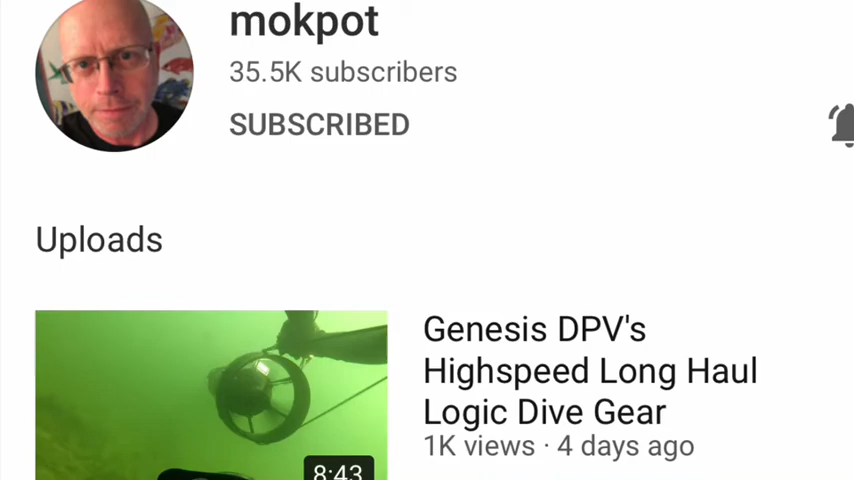 mokpot
35.5K subscribers
SUBSCRIBED
Uploads
Genesis DPV's
Highspeed Long Haul
Logic Dive Gear
1K views · 4 days ago
8:43